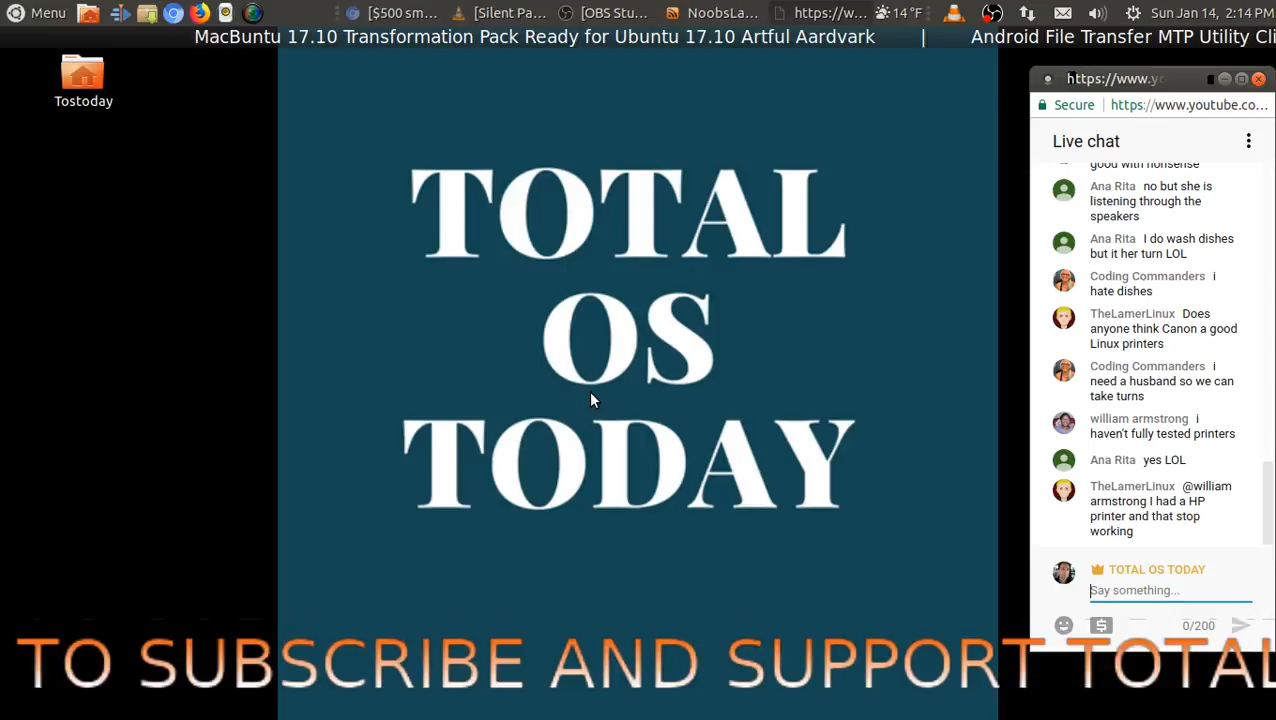 Menu [$500 sm... [Silent Pa... [OBS Stu... NoobsLa... https://w... 14 °F Sun Jan 14, 2:14 PM
MacBuntu 17.10 Transformation Pack Ready for Ubuntu 17.10 Artful Aardvark | Android File Transfer MTP Utility Cli
Tostoday
TOTAL
OS
TODAY
https://www.yo
Secure | https://www.youtube.co...
Live chat
good with nonsense
Ana Rita no but she is
listening through the
speakers
Ana Rita I do wash dishes
but it her turn LOL
Coding Commanders i
hate dishes
TheLamerLinux Does
anyone think Canon a good
Linux printers
Coding Commanders i
need a husband so we can
take turns
william armstrong i
haven't fully tested printers
Ana Rita yes LOL
TheLamerLinux @william
armstrong I had a HP
printer and that stop
working
TOTAL OS TODAY
Say something...
0/200
TO SUBSCRIBE AND SUPPORT TOTAL